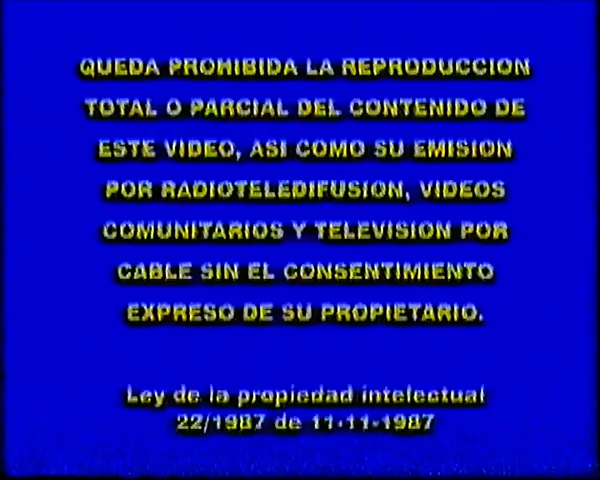 QUEDA PROHIBIDA LA REPRODUCCION
TOTAL O PARCIAL DEL CONTENIDO DE
ESTE VIDEO, ASI COMO SU EMISION
POR RADIOTELEDIFUSION, VIDEOS
COMUNITARIOS Y TELEVISION POR
CABLE SIN EL CONSENTIMIENTO
EXPRESO DE SU PROPIETARIO.
Ley de la propiedad intelectual
22/1987 de 11-11-1987